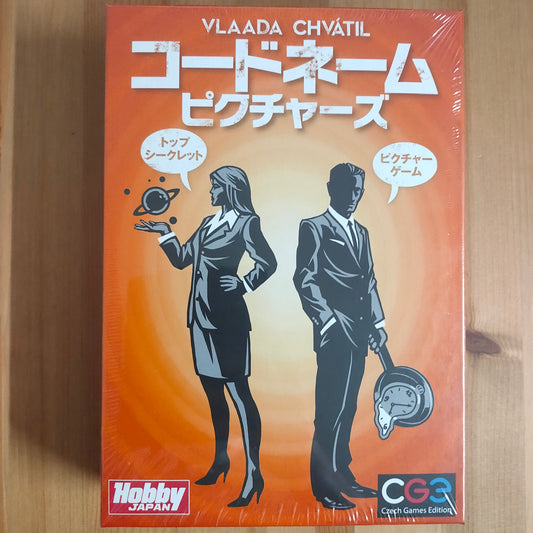 VLAADA CHVÁTIL
コードネーム
ピクチャーズ
トップ
シークレット
ピクチャー
ゲーム
Hobby
JAPAN
CGE
Czech Games Edition